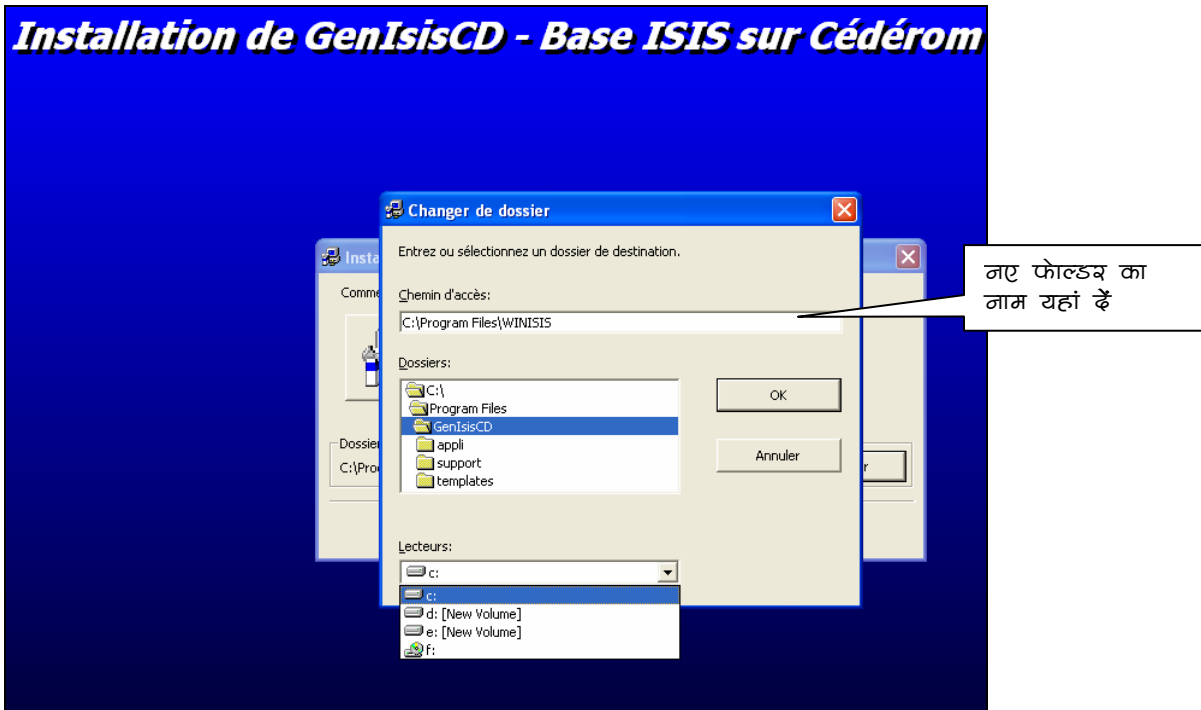 Installation de GenIsisCD - Base ISIS sur Cédérom
Changer de dossier
Insta
Entrez ou sélectionnez un dossier de destination.
Comme
Chemin d'accès:
C:\Program Files\WINISIS
नए फोल्डर का
नाम यहां दें
Dossiers:
C:\
Program Files
GenIsisCD
appli
support
templates
OK
Annuler
Dossier
C:\Pro
r
Lecteurs:
c:
c:
d: [New Volume]
e: [New Volume]
f: